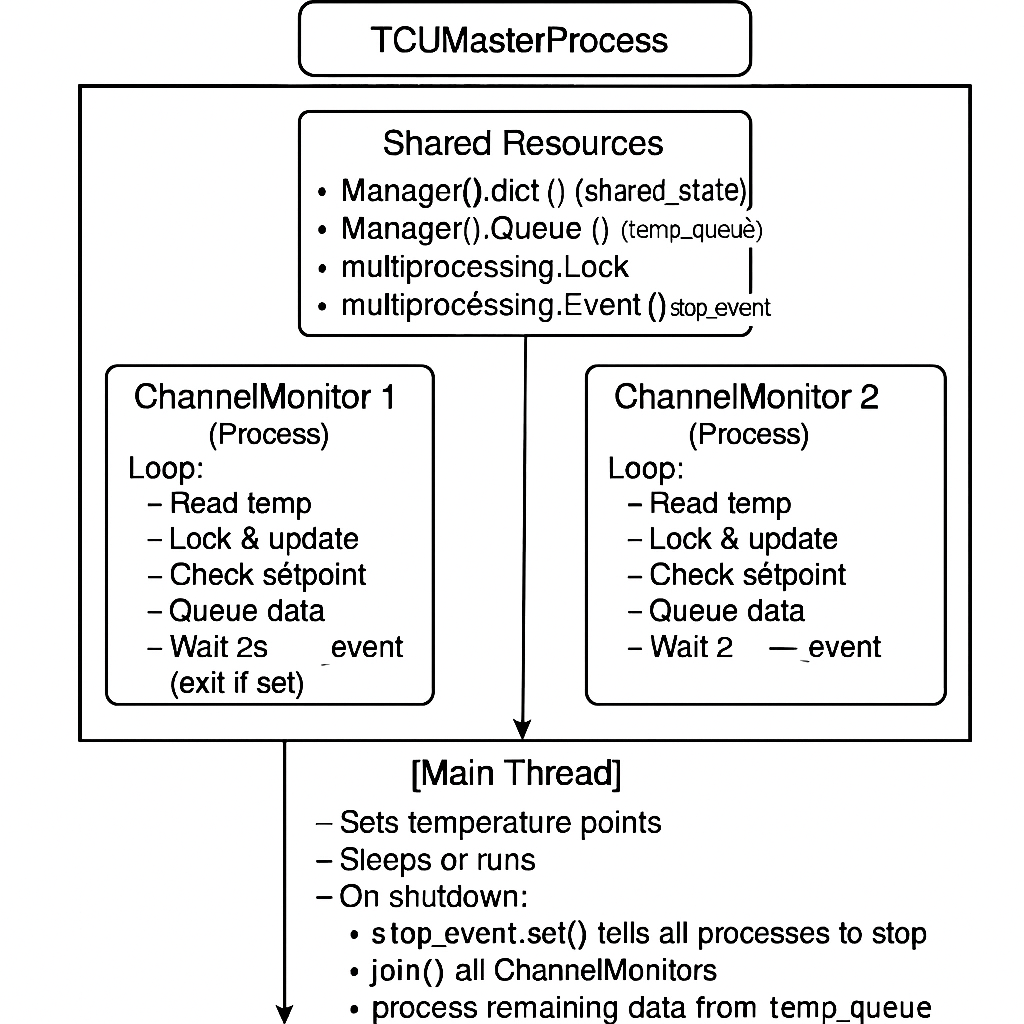 TCUMasterProcess
Shared Resources
• Manager().dict () (shared_state)
• Manager().Queue () (temp_queuè)
• multiprocessing.Lock
• multiprocéssing.Event () stop_event
ChannelMonitor 1
(Process)
Loop:
– Read temp
– Lock & update
– Check sétpoint
– Queue data
– Wait 2s _event
(exit if set)
ChannelMonitor 2
(Process)
Loop:
– Read temp
– Lock & update
– Check sétpoint
– Queue data
– Wait 2 —_event
[Main Thread]
– Sets temperature points
– Sleeps or runs
– On shutdown:
• stop_event.set() tells all processes to stop
• join() all ChannelMonitors
• process remaining data from temp_queue